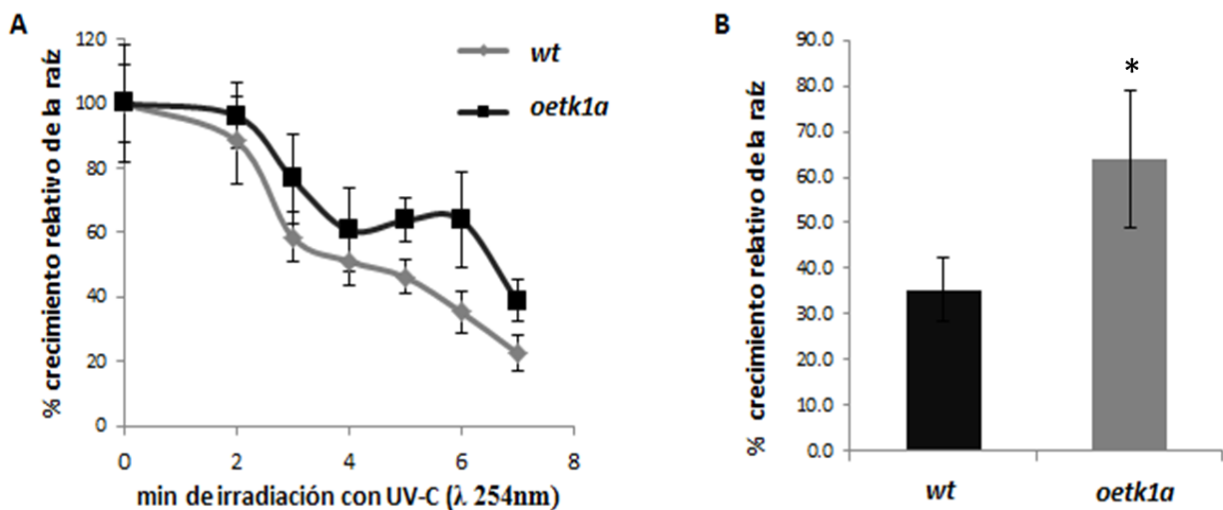 A
% crecimiento relativo de la raíz
120
100
80
60
40
20
0
0 2 4 6 8
min de irradiación con UV-C (λ 254nm)
wt
oetk1a
B
% crecimiento relativo de la raíz
90.0
80.0
70.0
60.0
50.0
40.0
30.0
20.0
10.0
0.0
*
wt oetk1a